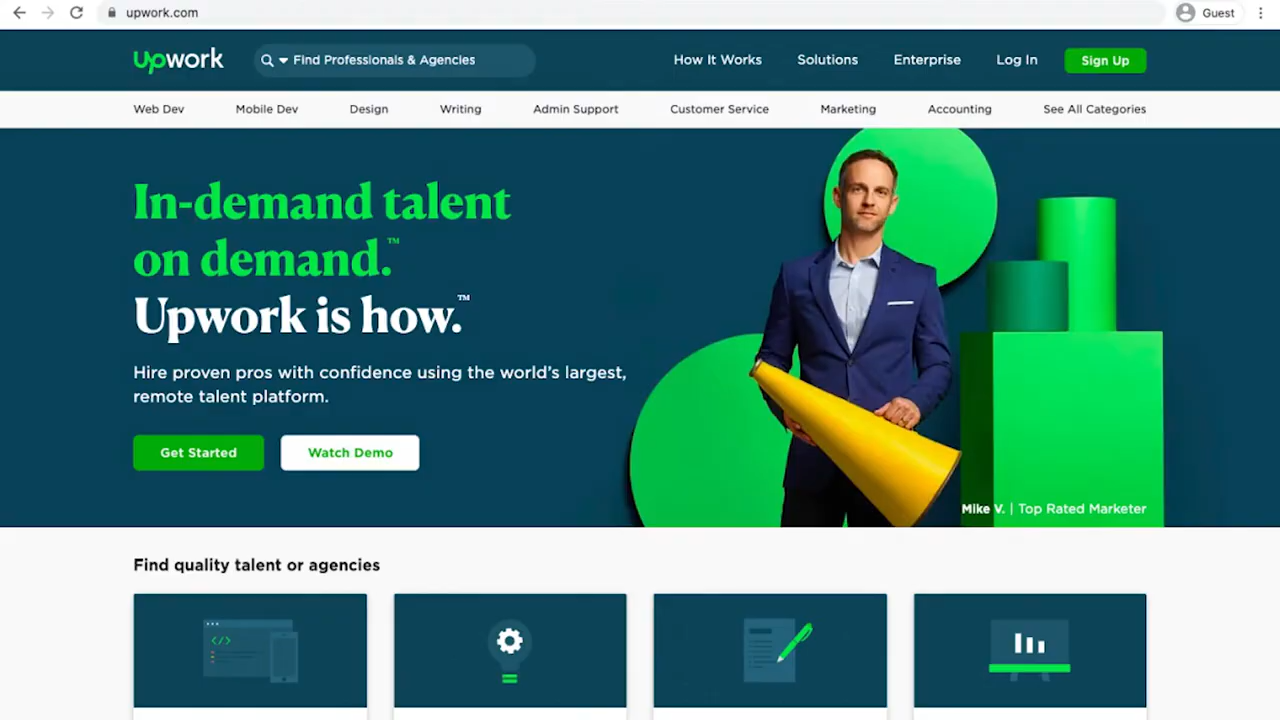 upwork.com
Guest
Upwork
Find Professionals & Agencies
How It Works
Solutions
Enterprise
Log In
Sign Up
Web Dev
Mobile Dev
Design
Writing
Admin Support
Customer Service
Marketing
Accounting
See All Categories
In-demand talent
on demand.™
Upwork is how.™
Hire proven pros with confidence using the world's largest,
remote talent platform.
Get Started
Watch Demo
Mike V. | Top Rated Marketer
Find quality talent or agencies